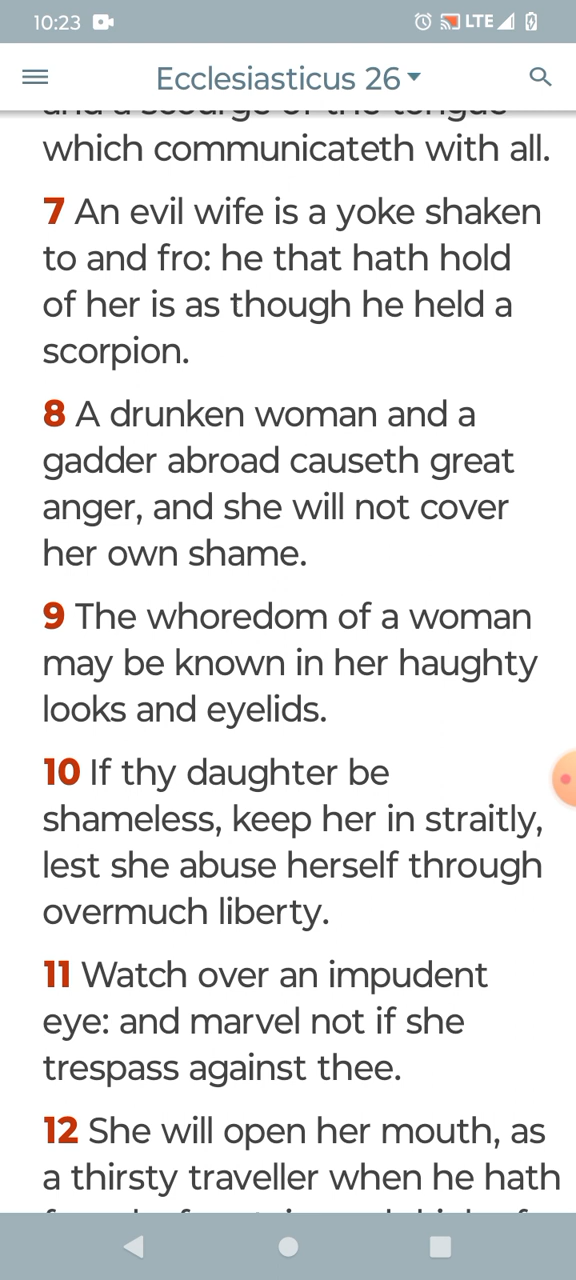 10:23
LTE
Ecclesiasticus 26
and a scourge of the tongue
which communicateth with all.
7 An evil wife is a yoke shaken
to and fro: he that hath hold
of her is as though he held a
scorpion.
8 A drunken woman and a
gadder abroad causeth great
anger, and she will not cover
her own shame.
9 The whoredom of a woman
may be known in her haughty
looks and eyelids.
10 If thy daughter be
shameless, keep her in straitly,
lest she abuse herself through
overmuch liberty.
11 Watch over an impudent
eye: and marvel not if she
trespass against thee.
12 She will open her mouth, as
a thirsty traveller when he hath